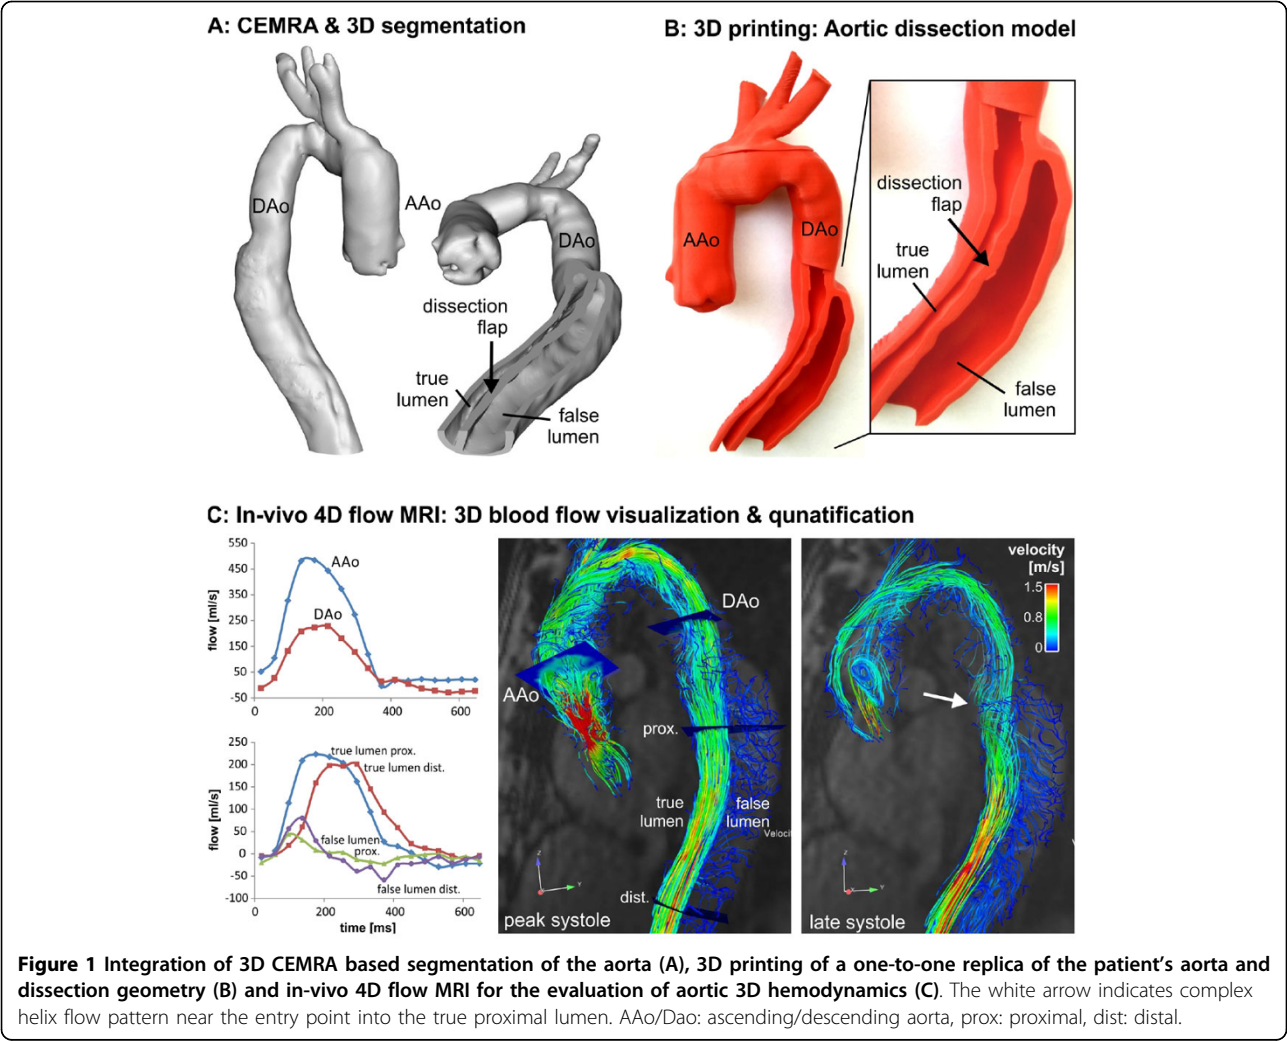 A: CEMRA & 3D segmentation
DAo
AAo
DAo
dissection
flap
true
lumen
false
lumen
B: 3D printing: Aortic dissection model
AAo
DAo
dissection
flap
true
lumen
false
lumen
C: In-vivo 4D flow MRI: 3D blood flow visualization & qunatification
flow [ml/s]
550
450
350
250
150
50
-50
AAo
DAo
0 200 400 600
flow [ml/s]
250
200
150
100
50
0
-50
-100
true lumen prox.
true lumen dist.
false lumen
prox.
false lumen dist.
0 200 400 600
time [ms]
DAo
AAo
prox.
true
lumen
false
lumen
Veloci
dist.
z
Y
peak systole
velocity
[m/s]
1.5
0.8
0
z
Y
late systole
Figure 1 Integration of 3D CEMRA based segmentation of the aorta (A), 3D printing of a one-to-one replica of the patient's aorta and
dissection geometry (B) and in-vivo 4D flow MRI for the evaluation of aortic 3D hemodynamics (C). The white arrow indicates complex
helix flow pattern near the entry point into the true proximal lumen. AAo/Dao: ascending/descending aorta, prox: proximal, dist: distal.